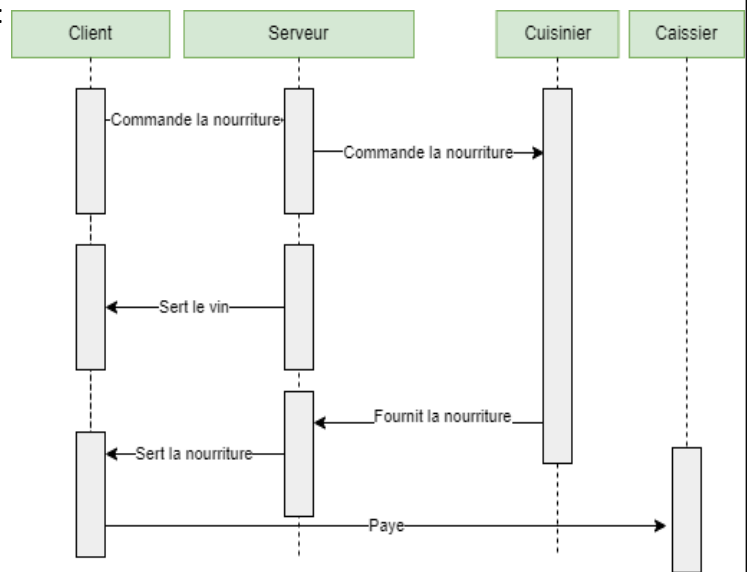 :
Client
Serveur
Cuisinier
Caissier
Commande la nourriture
Commande la nourriture
Sert le vin
Fournit la nourriture
Sert la nourriture
Paye